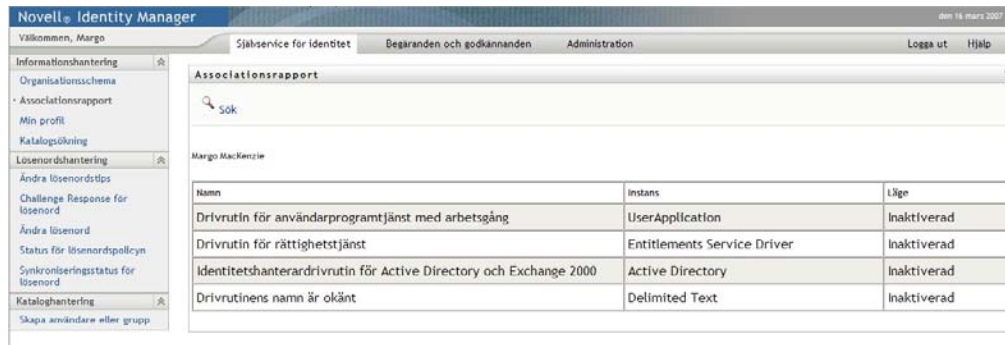 Novell® Identity Manager
den 16 mars 2007
Välkommen, Margo
Självservice för identitet
Begäranden och godkännanden
Administration
Logga ut
Hjälp
Informationshantering
Organisationsschema
Associationsrapport
Min profil
Katalogsökning
Lösenordshantering
Ändra lösenordstips
Challenge Response för
lösenord
Ändra lösenord
Status för lösenordspolicyn
Synkroniseringsstatus för
lösenord
Kataloghantering
Skapa användare eller grupp
Associationsrapport
Sök
Margo MacKenzie
Namn Instans Läge
Drivrutin för användarprogramtjänst med arbetsgång UserApplication Inaktiverad
Drivrutin för rättighetstjänst Entitlements Service Driver Inaktiverad
Identitetshanterardrivrutin för Active Directory och Exchange 2000 Active Directory Inaktiverad
Drivrutinens namn är okänt Delimited Text Inaktiverad